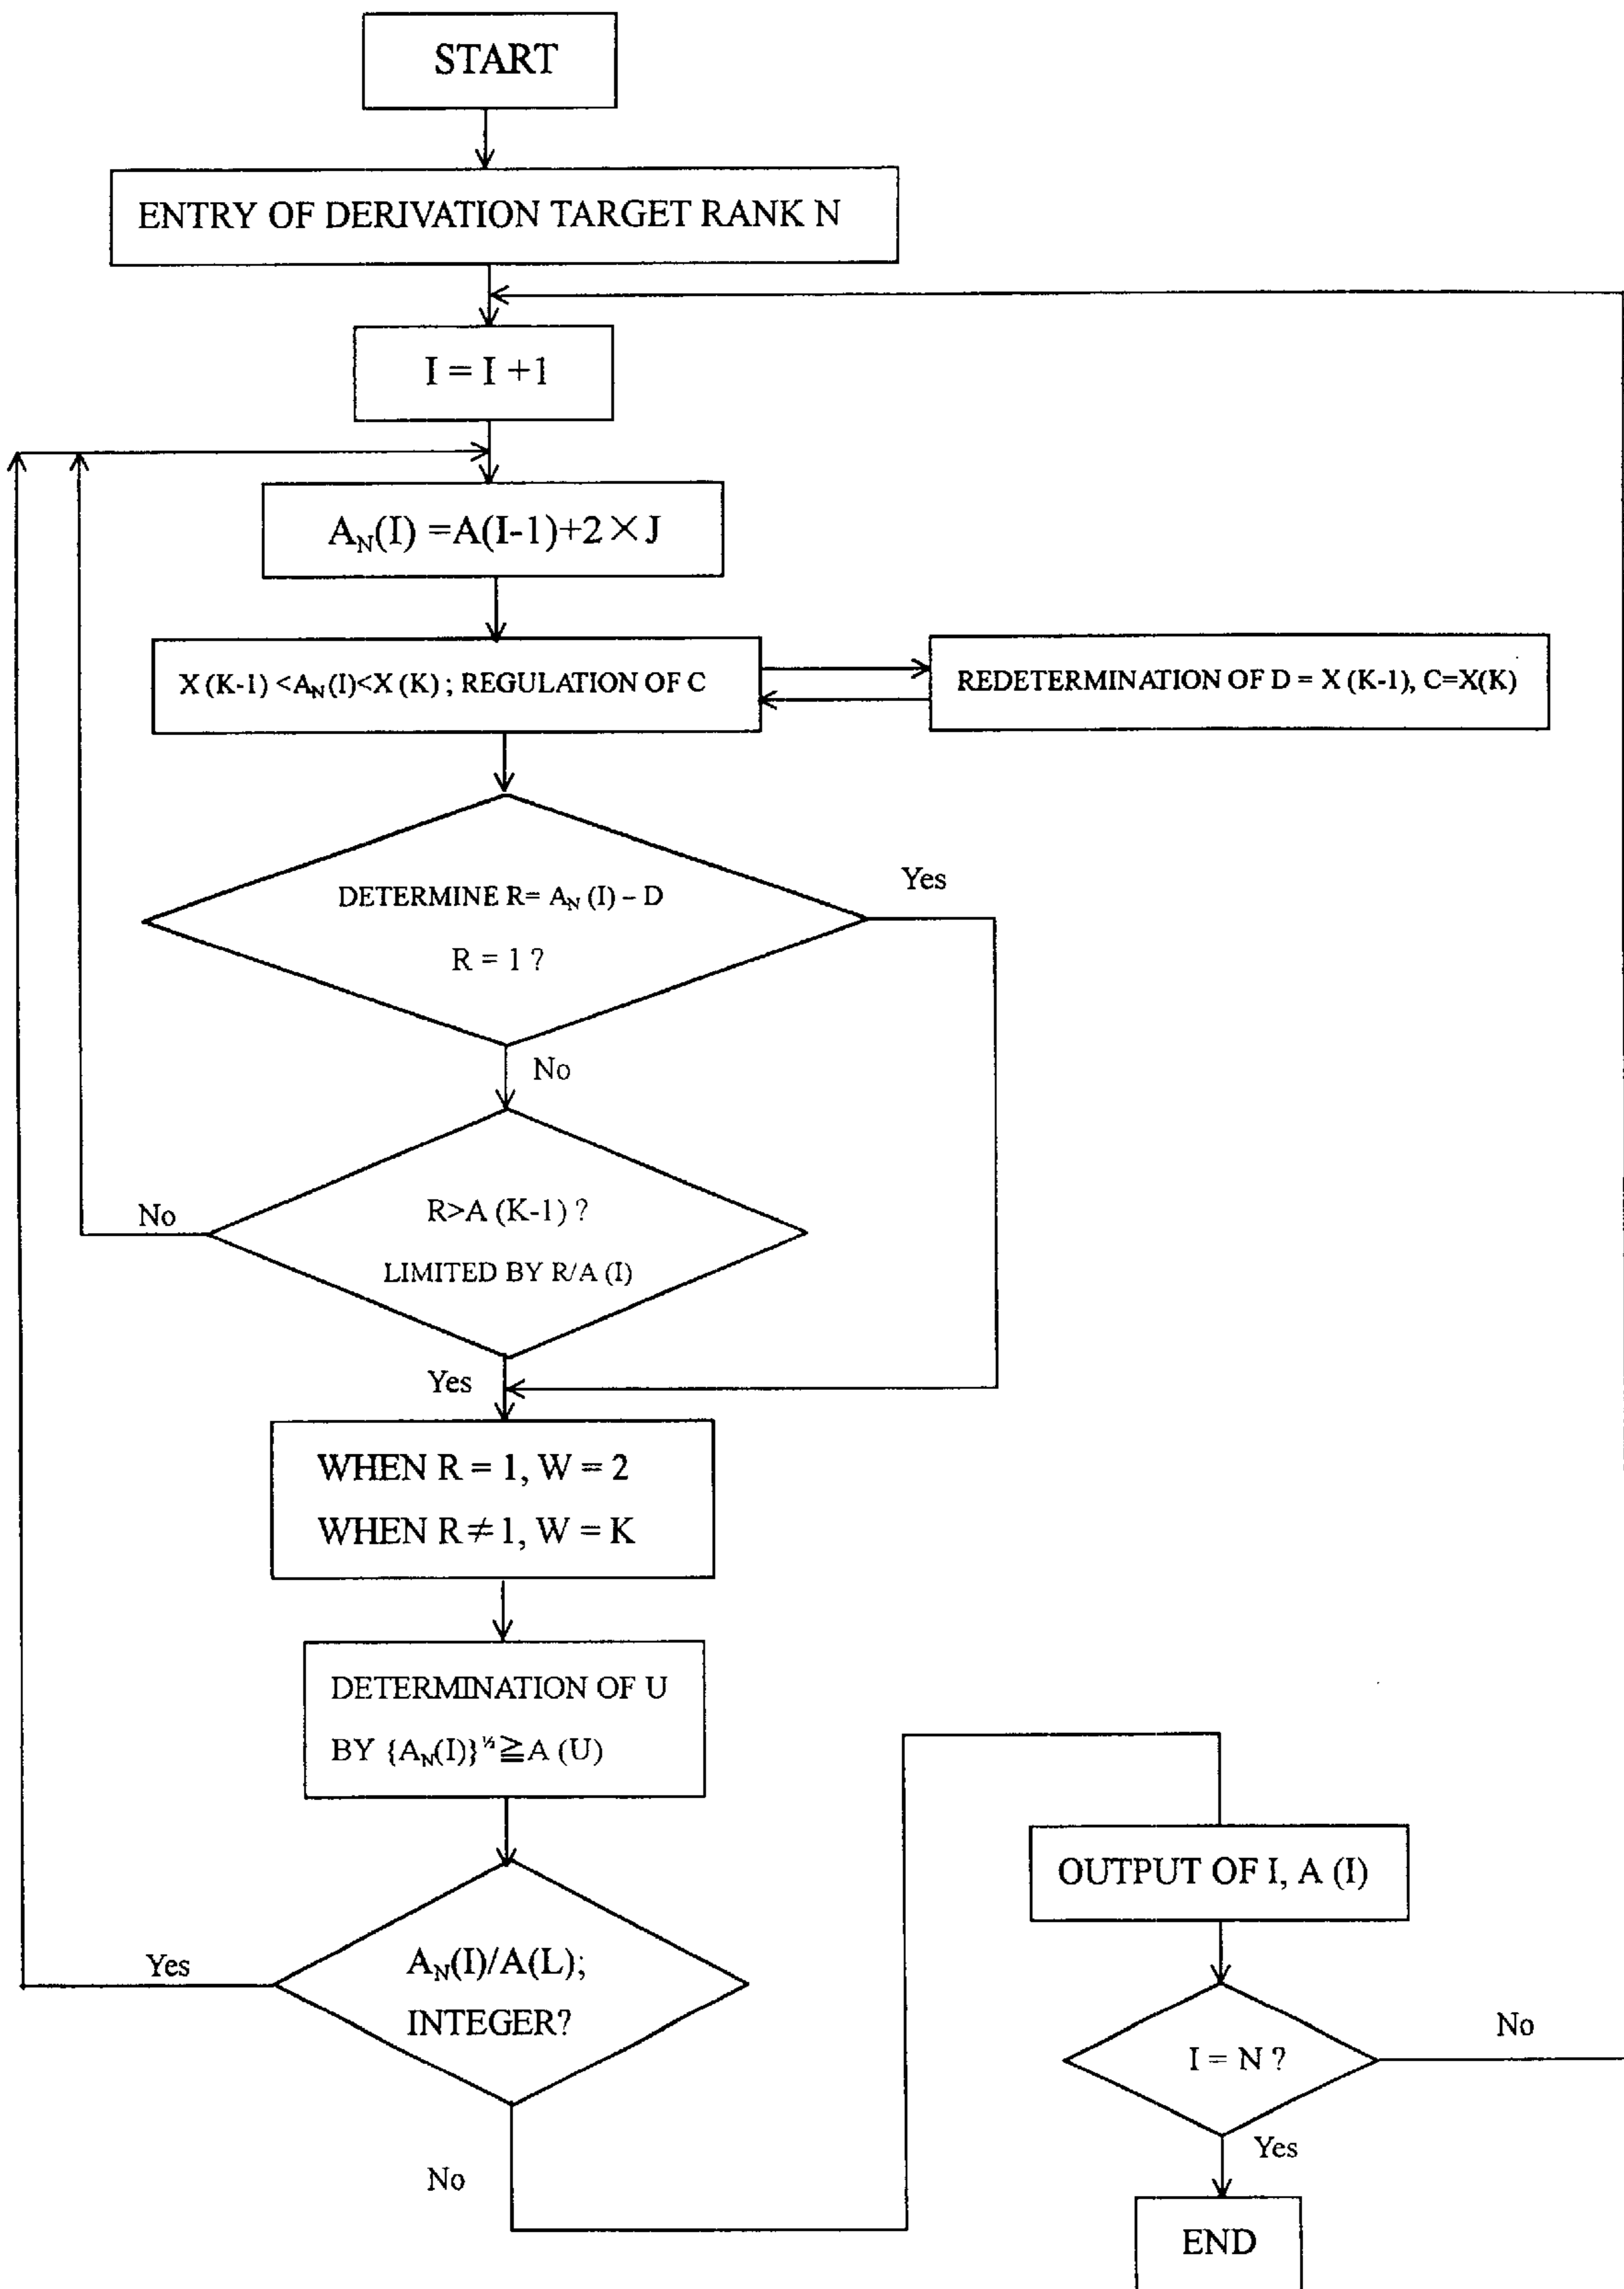 START
ENTRY OF DERIVATION TARGET RANK N
I = I +1
A_N(I) =A(I-1)+2×J
X (K-1) <A_N(I)<X (K) ; REGULATION OF C
REDETERMINATION OF D = X (K-1), C=X(K)
DETERMINE R= A_N (I) – D
R = 1 ?
Yes
No
R>A (K-1) ?
LIMITED BY R/A (I)
No
Yes
WHEN R = 1, W = 2
WHEN R ≠ 1, W = K
DETERMINATION OF U
BY {A_N(I)}^½ ≧ A (U)
A_N(I)/A(L);
INTEGER?
Yes
No
OUTPUT OF I, A (I)
I = N ?
No
Yes
END